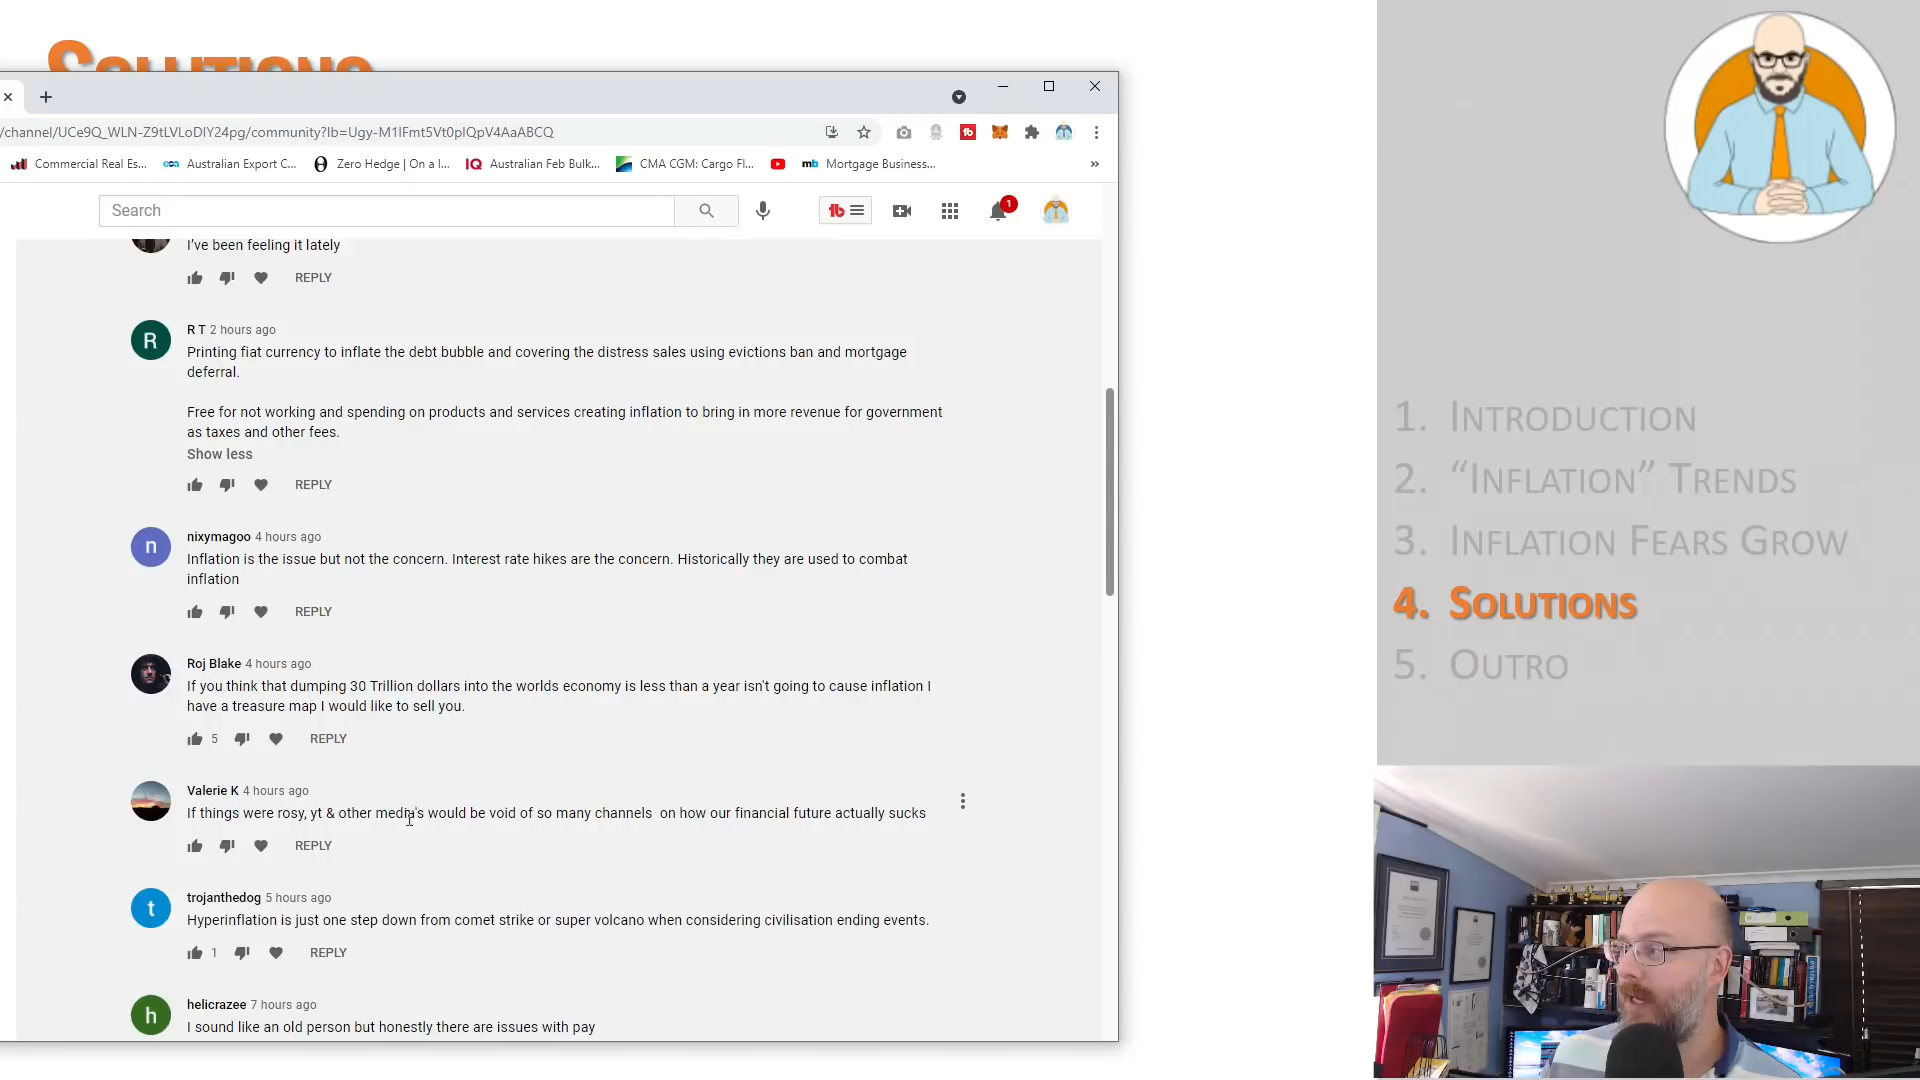 SOLUTIONS
/channel/UCe9Q_WLN-Z9tLVLoDlY24pg/community?lb=Ugy-M1lFmt5Vt0plQpV4AaABCQ
Commercial Real Es...
Australian Export C...
Zero Hedge | On a l...
IQ Australian Feb Bulk...
CMA CGM: Cargo Fl...
mb Mortgage Business...
Search
1
I've been feeling it lately
REPLY
R
R T 2 hours ago
Printing fiat currency to inflate the debt bubble and covering the distress sales using evictions ban and mortgage
deferral.
Free for not working and spending on products and services creating inflation to bring in more revenue for government
as taxes and other fees.
Show less
REPLY
n
nixymagoo 4 hours ago
Inflation is the issue but not the concern. Interest rate hikes are the concern. Historically they are used to combat
inflation
REPLY
Roj Blake 4 hours ago
If you think that dumping 30 Trillion dollars into the worlds economy is less than a year isn't going to cause inflation I
have a treasure map I would like to sell you.
5 REPLY
Valerie K 4 hours ago
If things were rosy, yt & other media's would be void of so many channels on how our financial future actually sucks
REPLY
t
trojanthedog 5 hours ago
Hyperinflation is just one step down from comet strike or super volcano when considering civilisation ending events.
1 REPLY
h
helicrazee 7 hours ago
I sound like an old person but honestly there are issues with pay
1. INTRODUCTION
2. “INFLATION” TRENDS
3. INFLATION FEARS GROW
4. SOLUTIONS
5. OUTRO